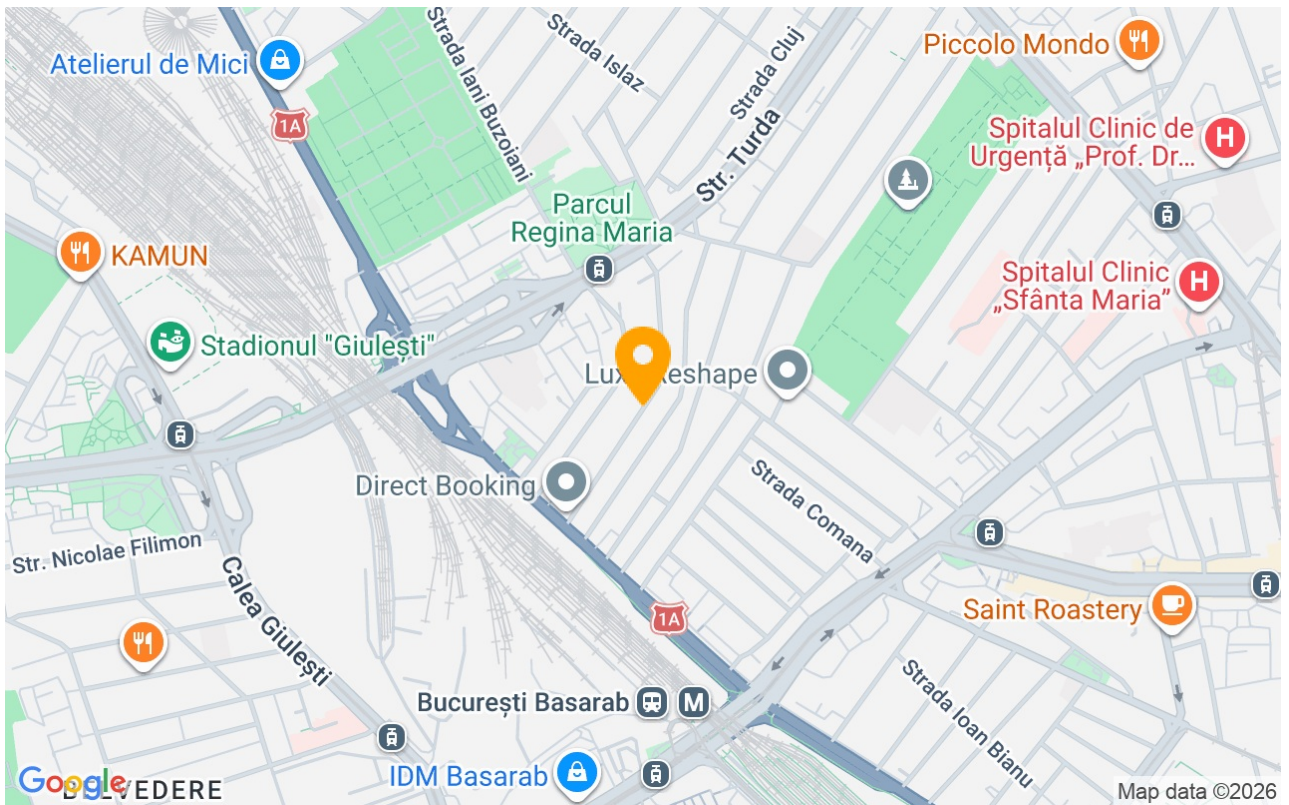 Strada Iani Buzoiani
Strada Islaz
Strada Cluj
Piccolo Mondo
Atelierul de Mici
1A
Str. Turda
Spitalul Clinic de
Urgență „Prof. Dr...
H
Parcul
Regina Maria
KAMUN
Spitalul Clinic
„Sfânta Maria”
H
Stadionul "Giulești"
Direct Booking
Strada Comana
Str. Nicolae Filimon
Calea Giulești
1A
Saint Roastery
București Basarab
M
Strada Ioan Bianu
IDM Basarab
Google
Map data ©2026